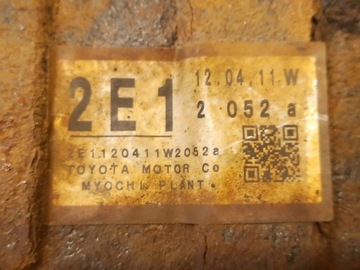 2E1 12.04.11 W
2 052 a
2E1120411W2052a
TOYOTA MOTOR Co
MYOCHI PLANT.